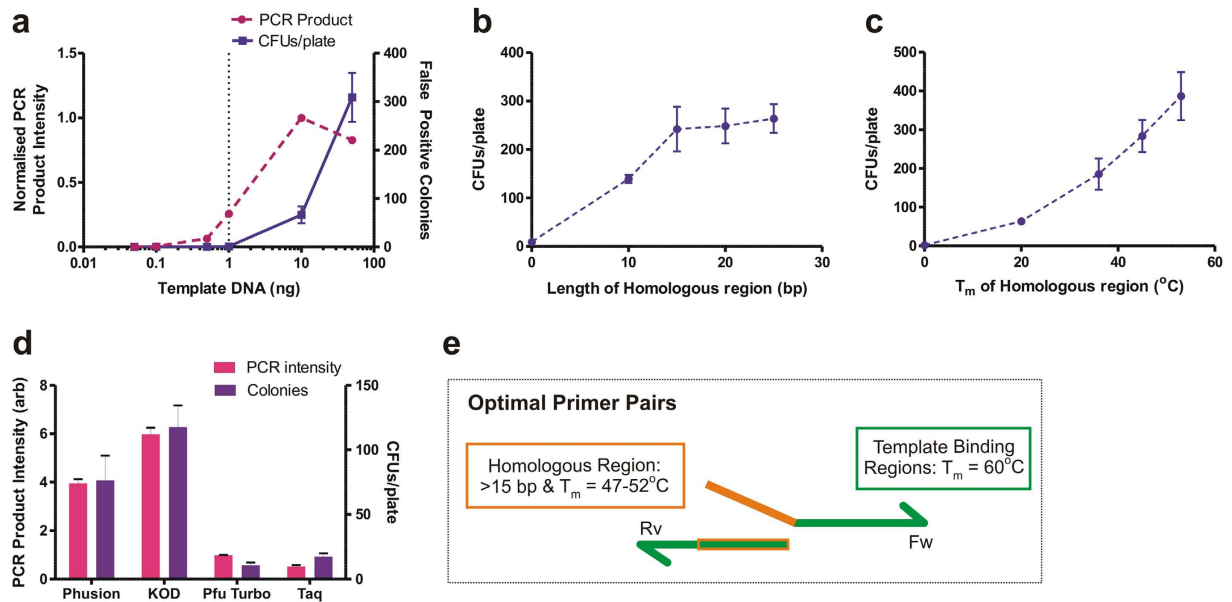 a
PCR Product
CFUs/plate
Normalised PCR
Product Intensity
1.5
1.0
0.5
0.0
400
300
200
100
0
False Positive Colonies
0.01
0.1
1
10
100
Template DNA (ng)
b
CFUs/plate
400
300
200
100
0
0
10
20
30
Length of Homologous region (bp)
c
CFUs/plate
500
400
300
200
100
0
0
20
40
60
Tm of Homologous region (°C)
d
PCR intensity
Colonies
PCR Product Intensity (arb)
8
6
4
2
0
150
100
50
0
CFUs/plate
Phusion
KOD
Pfu Turbo
Taq
e
Optimal Primer Pairs
Homologous Region:
>15 bp & Tm = 47-52°C
Template Binding
Regions: Tm = 60°C
Rv
Fw